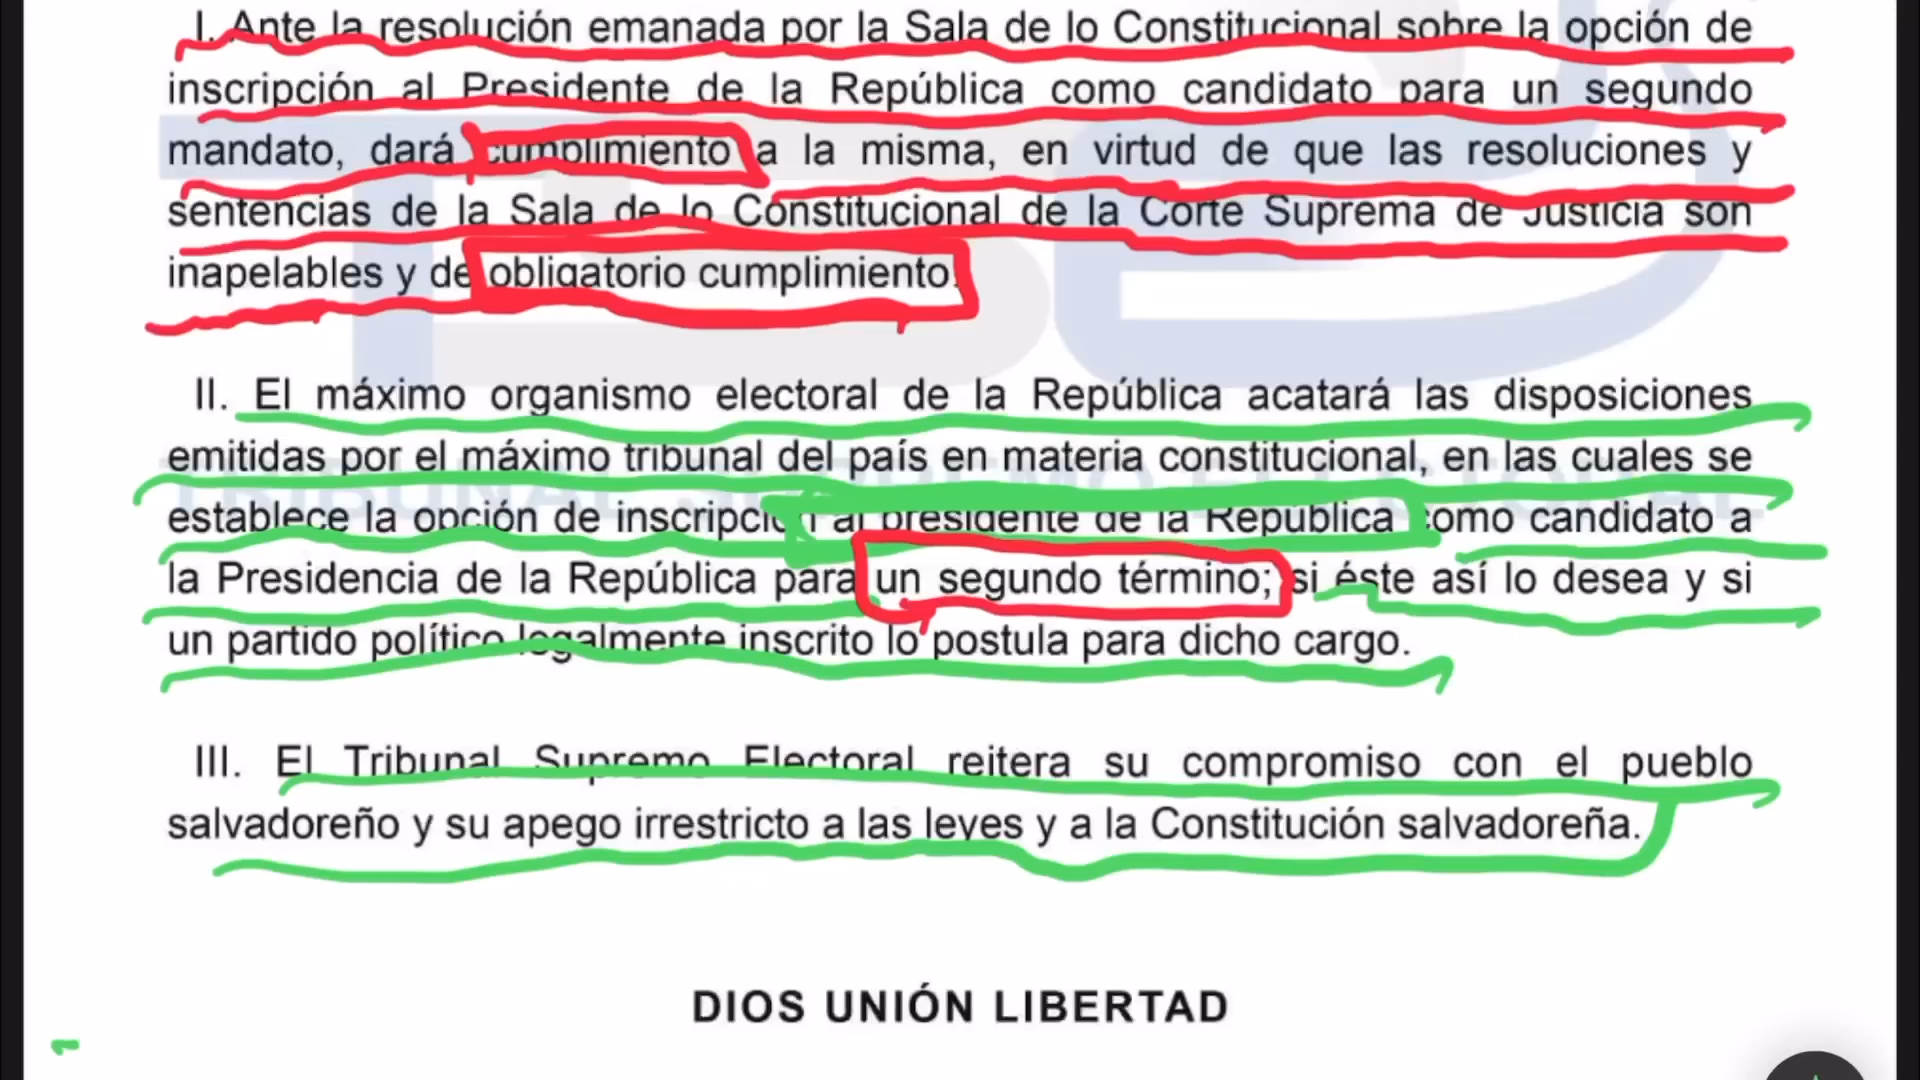 I. Ante la resolución emanada por la Sala de lo Constitucional sobre la opción de
inscripción al Presidente de la República como candidato para un segundo
mandato, dará cumplimiento a la misma, en virtud de que las resoluciones y
sentencias de la Sala de lo Constitucional de la Corte Suprema de Justicia son
inapelables y de obligatorio cumplimiento.
II. El máximo organismo electoral de la República acatará las disposiciones
emitidas por el máximo tribunal del país en materia constitucional, en las cuales se
TRIBUNAL SUPREMO ELECTORAL
establece la opción de inscripción al presidente de la República como candidato a
la Presidencia de la República para un segundo término; si éste así lo desea y si
un partido político legalmente inscrito lo postula para dicho cargo.
III. El Tribunal Supremo Electoral reitera su compromiso con el pueblo
salvadoreño y su apego irrestricto a las leyes y a la Constitución salvadoreña.
DIOS UNIÓN LIBERTAD